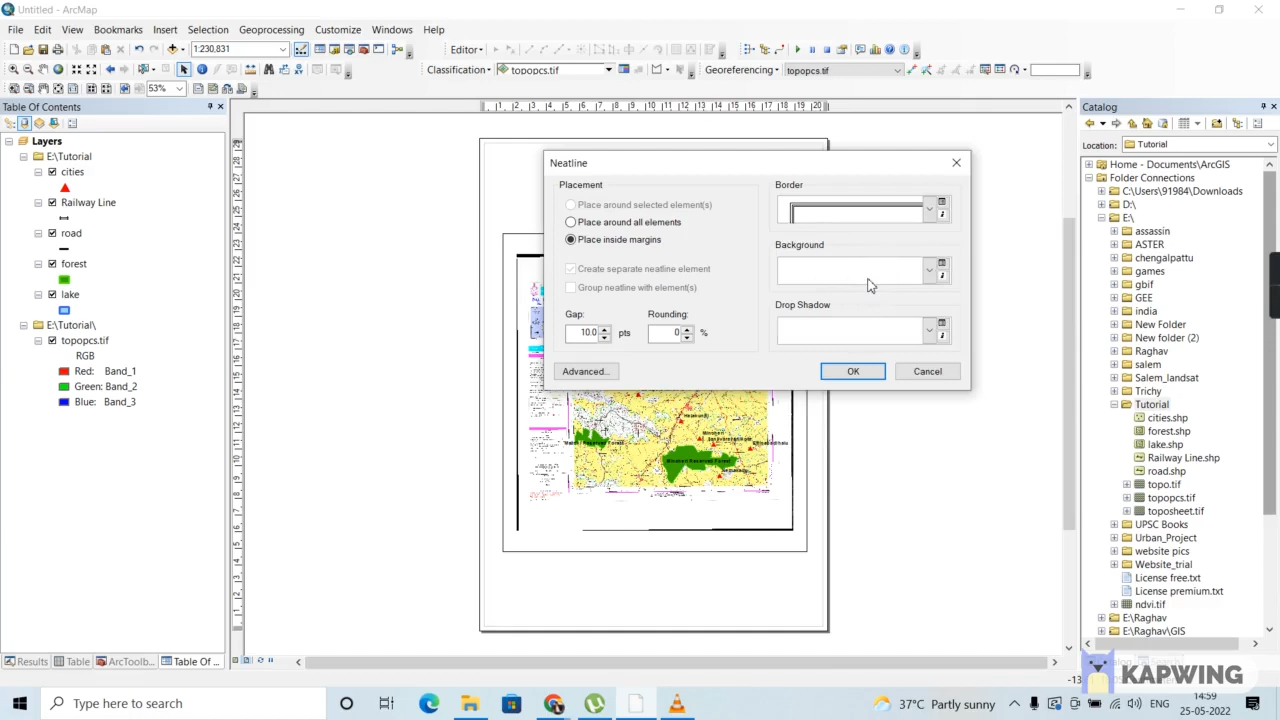 Untitled - ArcMap
File Edit View Bookmarks Insert Selection Geoprocessing Customize Windows Help
1:230,831
Editor
53%
Classification
topopcs.tif
Georeferencing
topopcs.tif
Table Of Contents
Layers
E:\Tutorial
cities
Railway Line
road
forest
lake
E:\Tutorial\
topopcs.tif
RGB
Red: Band_1
Green: Band_2
Blue: Band_3
Results
Table
ArcToolb...
Table Of ...
Neatline
Placement
Place around selected element(s)
Place around all elements
Place inside margins
Create separate neatline element
Group neatline with element(s)
Gap:
Rounding:
10.0 pts
0 %
Advanced...
Border
Background
Drop Shadow
OK
Cancel
Catalog
Location: Tutorial
Home - Documents\ArcGIS
Folder Connections
C:\Users\91984\Downloads
D:\
E:\
assassin
ASTER
chengalpattu
games
gbif
GEE
india
New Folder
New folder (2)
Raghav
salem
Salem_landsat
Trichy
Tutorial
cities.shp
forest.shp
lake.shp
Railway Line.shp
road.shp
topo.tif
topopcs.tif
toposheet.tif
UPSC Books
Urban_Project
website pics
Website_trial
License free.txt
License premium.txt
ndvi.tif
E:\Raghav
E:\Raghav\GIS
KAPWING
Type here to search
37°C Partly sunny
ENG
14:59
25-05-2022